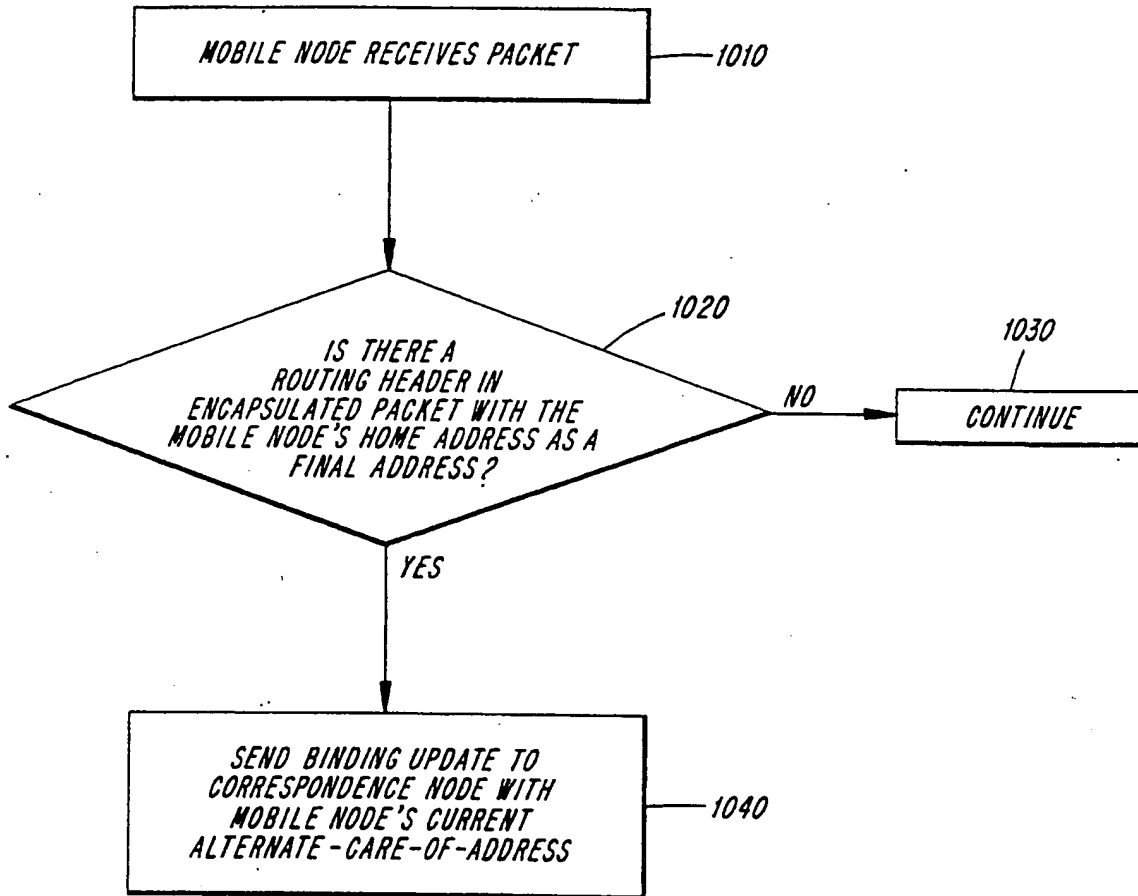 MOBILE NODE RECEIVES PACKET
1010
1020
IS THERE A
ROUTING HEADER IN
ENCAPSULATED PACKET WITH THE
MOBILE NODE'S HOME ADDRESS AS A
FINAL ADDRESS?
NO
1030
CONTINUE
YES
SEND BINDING UPDATE TO
CORRESPONDENCE NODE WITH
MOBILE NODE'S CURRENT
ALTERNATE-CARE-OF-ADDRESS
1040